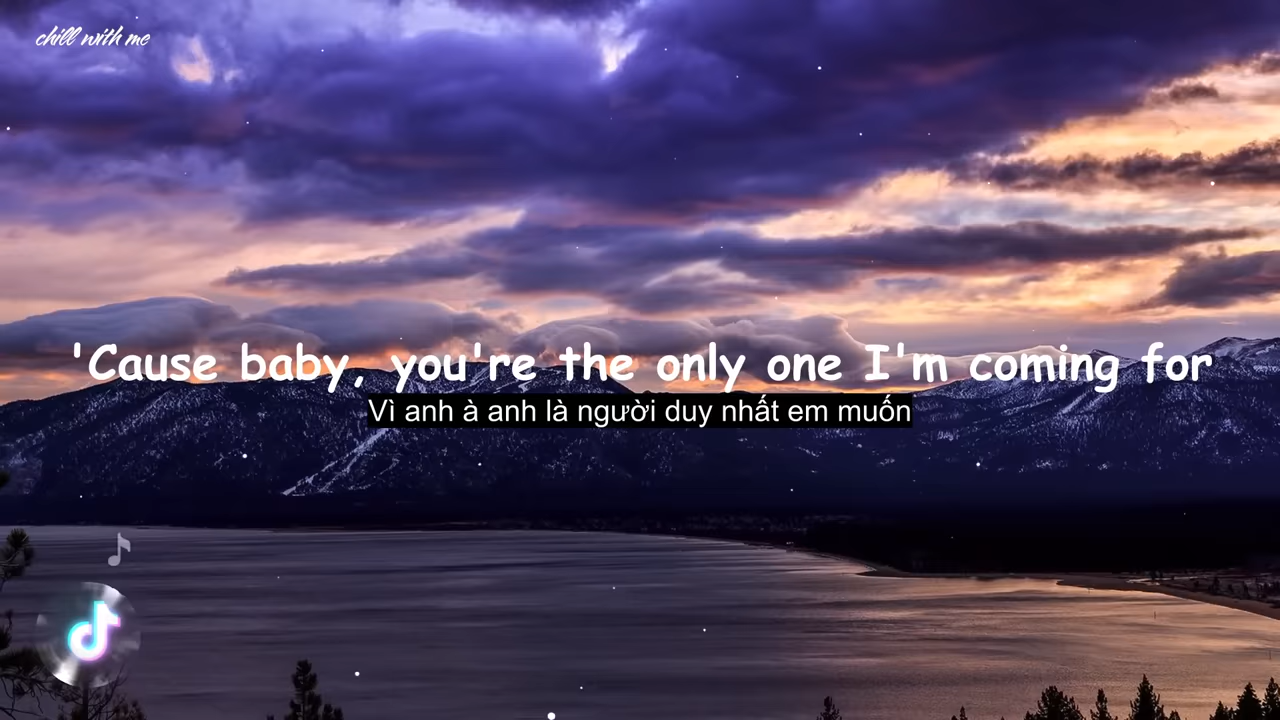 chill with me
'Cause baby, you're the only one I'm coming for
Vì anh à anh là người duy nhất em muốn